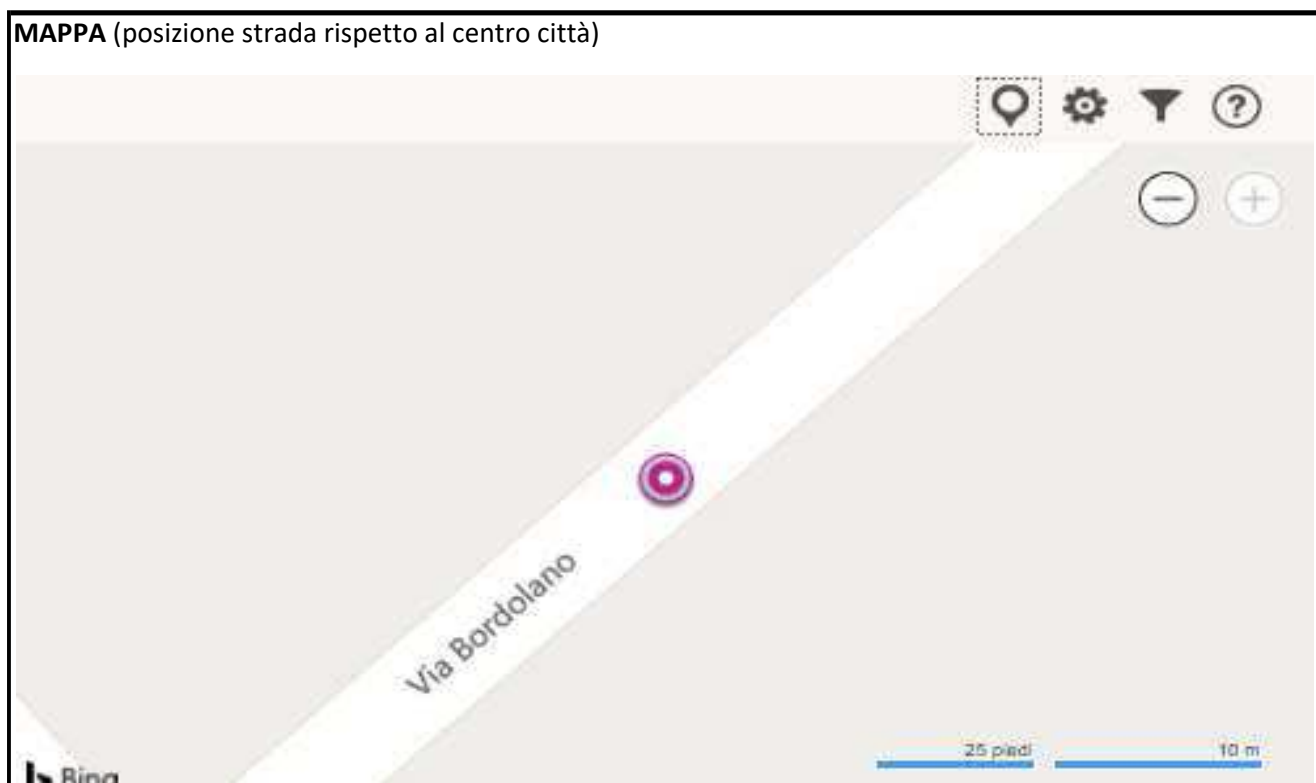 MAPPA (posizione strada rispetto al centro città)
?
Via Bordolano
25 piedi
10 m
Bing